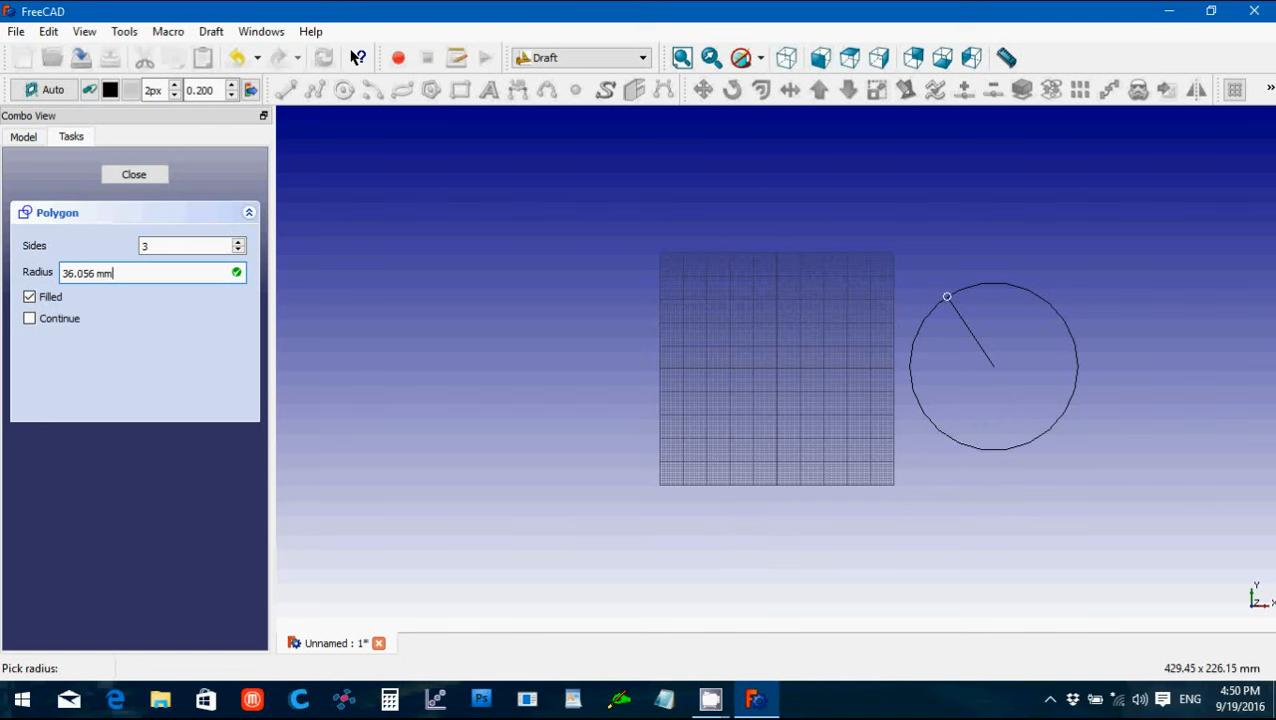 FreeCAD
File Edit View Tools Macro Draft Windows Help
Draft
Auto 2px 0.200 A »
Combo View
Model Tasks
Close
Polygon
Sides 3
Radius 36.056 mm
Filled
Continue
Y
Z X
Unnamed : 1*
Pick radius: 429.45 x 226.15 mm
Ps ENG 4:50 PM
9/19/2016